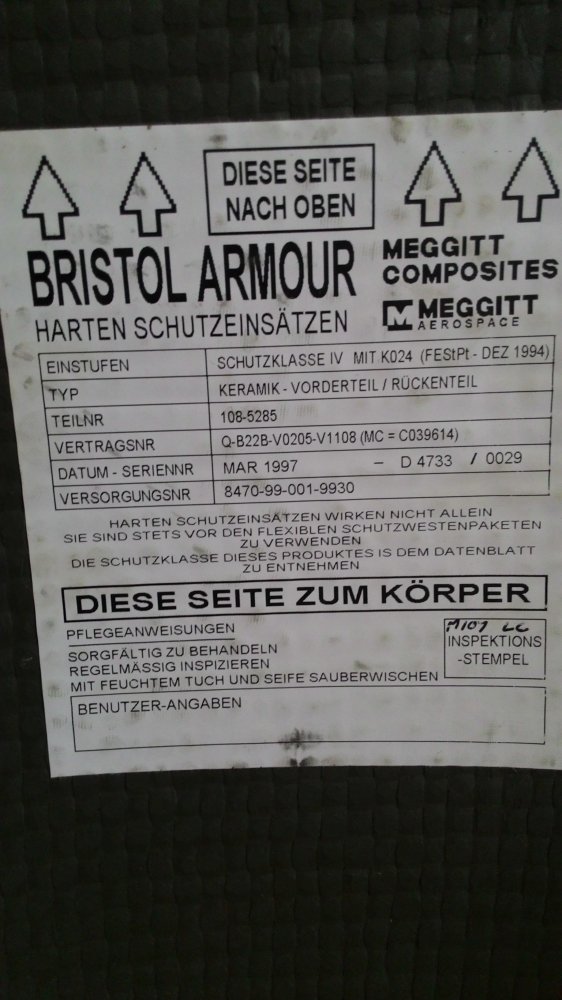 DIESE SEITE
NACH OBEN
BRISTOL ARMOUR
MEGGITT
COMPOSITES
MEGGITT
AEROSPACE
HARTEN SCHUTZEINSÄTZEN
EINSTUFEN SCHUTZKLASSE IV MIT K024 (FEStPt - DEZ 1994)
TYP KERAMIK - VORDERTEIL / RÜCKENTEIL
TEILNR 108-5285
VERTRAGSNR Q-B22B-V0205-V1108 (MC = C039614)
DATUM - SERIENNR MAR 1997 - D 4733 / 0029
VERSORGUNGSNR 8470-99-001-9930
HARTEN SCHUTZEINSÄTZEN WIRKEN NICHT ALLEIN
SIE SIND STETS VOR DEN FLEXIBLEN SCHUTZWESTENPAKETEN
ZU VERWENDEN
DIE SCHUTZKLASSE DIESES PRODUKTES IS DEM DATENBLATT
ZU ENTNEHMEN
DIESE SEITE ZUM KÖRPER
PFLEGEANWEISUNGEN
SORGFÄLTIG ZU BEHANDELN
REGELMÄSSIG INSPIZIEREN
MIT FEUCHTEM TUCH UND SEIFE SAUBERWISCHEN
INSPEKTIONS
-STEMPEL
BENUTZER-ANGABEN